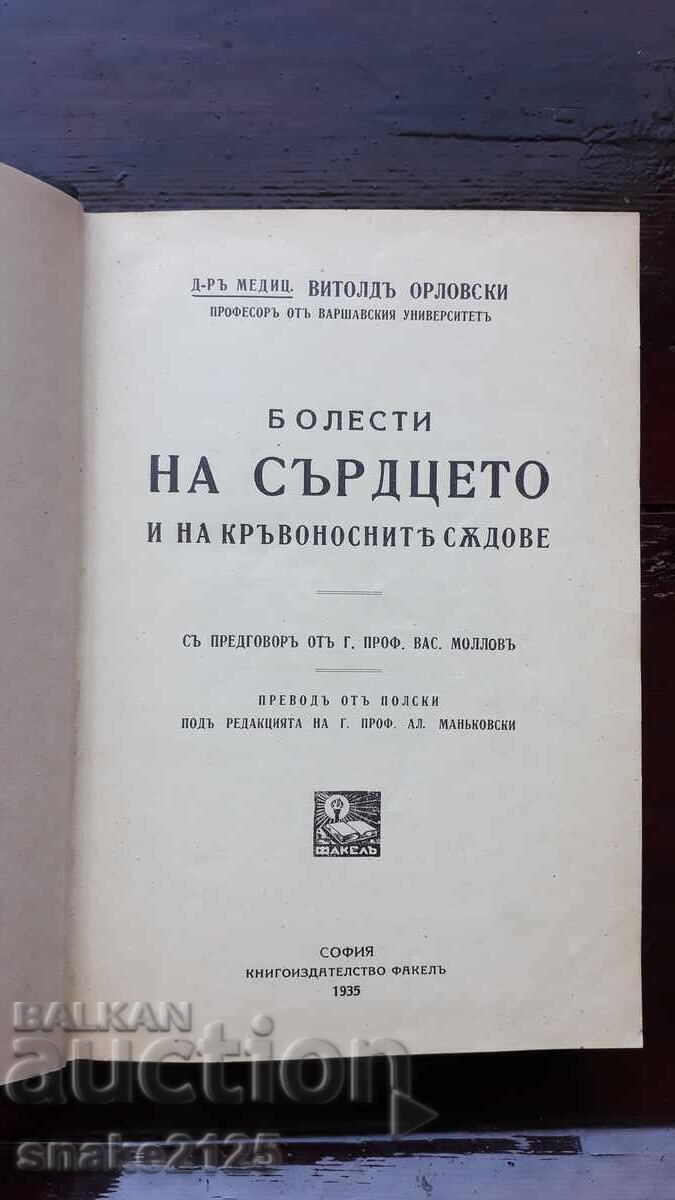 Д-РЪ МЕДИЦ. ВИТОЛДЪ ОРЛОВСКИ
ПРОФЕСОРЪ ОТЪ ВАРШАВСКИЯ УНИВЕРСИТЕТЪ
БОЛЕСТИ
НА СЪРДЦЕТО
И НА КРЪВОНОСНИТѢ СѪДОВЕ
СЪ ПРЕДГОВОРЪ ОТЪ Г. ПРОФ. ВАС. МОЛЛОВЪ
ПРЕВОДЪ ОТЪ ПОЛСКИ
ПОДЪ РЕДАКЦИЯТА НА Г. ПРОФ. АЛ. МАНЬКОВСКИ
ФАКЕЛЪ
СОФИЯ
КНИГОИЗДАТЕЛСТВО ФАКЕЛЪ
1935
BALKAN
auction
snake2125